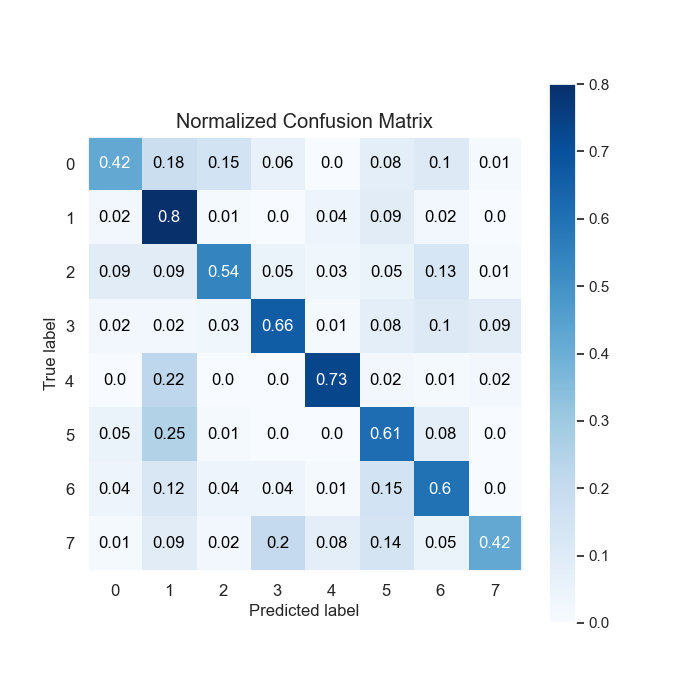 Normalized Confusion Matrix
0 0.42 0.18 0.15 0.06 0.0 0.08 0.1 0.01
1 0.02 0.8 0.01 0.0 0.04 0.09 0.02 0.0
2 0.09 0.09 0.54 0.05 0.03 0.05 0.13 0.01
3 0.02 0.02 0.03 0.66 0.01 0.08 0.1 0.09
4 0.0 0.22 0.0 0.0 0.73 0.02 0.01 0.02
5 0.05 0.25 0.01 0.0 0.0 0.61 0.08 0.0
6 0.04 0.12 0.04 0.04 0.01 0.15 0.6 0.0
7 0.01 0.09 0.02 0.2 0.08 0.14 0.05 0.42
0 1 2 3 4 5 6 7
Predicted label
True label
0.8
0.7
0.6
0.5
0.4
0.3
0.2
0.1
0.0